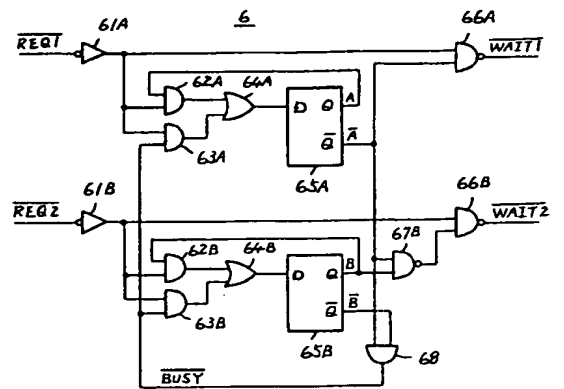 6
REQ1
61A
66A
WAIT1
62A
64A
D
Q
A
Q
A
63A
65A
REQ2
61B
66B
WAIT2
62B
64B
D
Q
B
Q
B
67B
63B
65B
BUSY
68